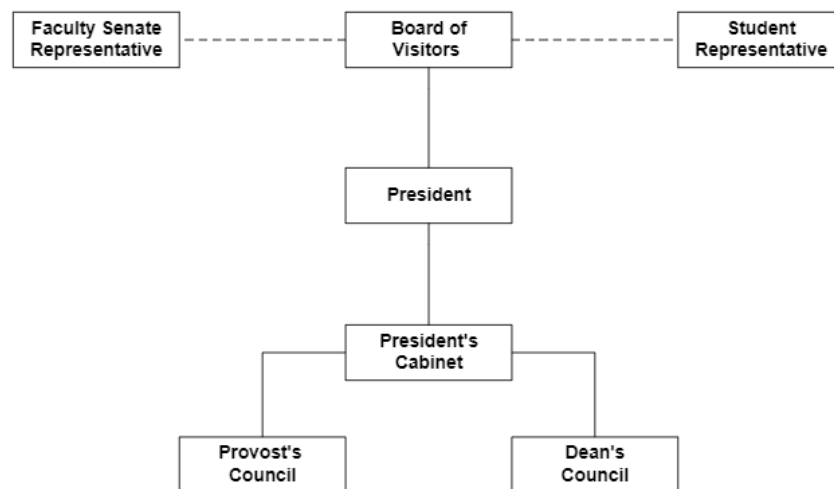 Faculty Senate
Representative
Board of
Visitors
Student
Representative
President
President's
Cabinet
Provost's
Council
Dean's
Council